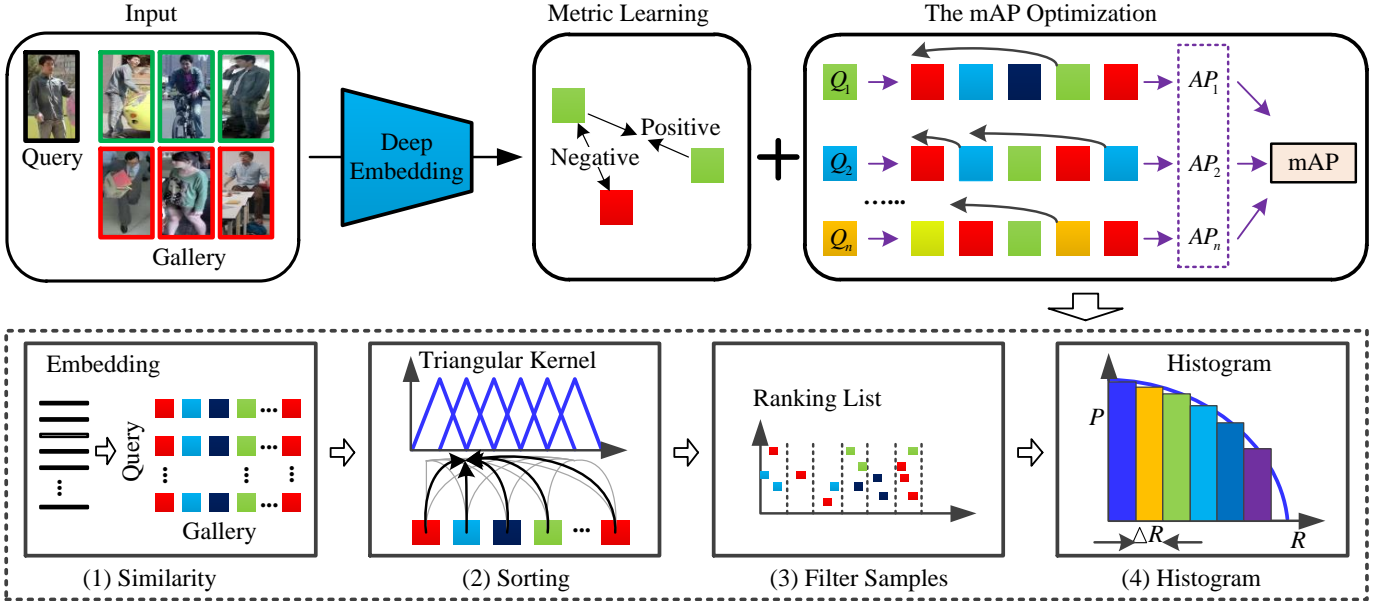 Input
Metric Learning
The mAP Optimization
Query
Gallery
Deep
Embedding
Positive
Negative
Q1
AP1
Q2
AP2
mAP
…...
Qn
APn
Embedding
Query
Gallery
(1) Similarity
Triangular Kernel
(2) Sorting
Ranking List
(3) Filter Samples
Histogram
P
△R
R
(4) Histogram